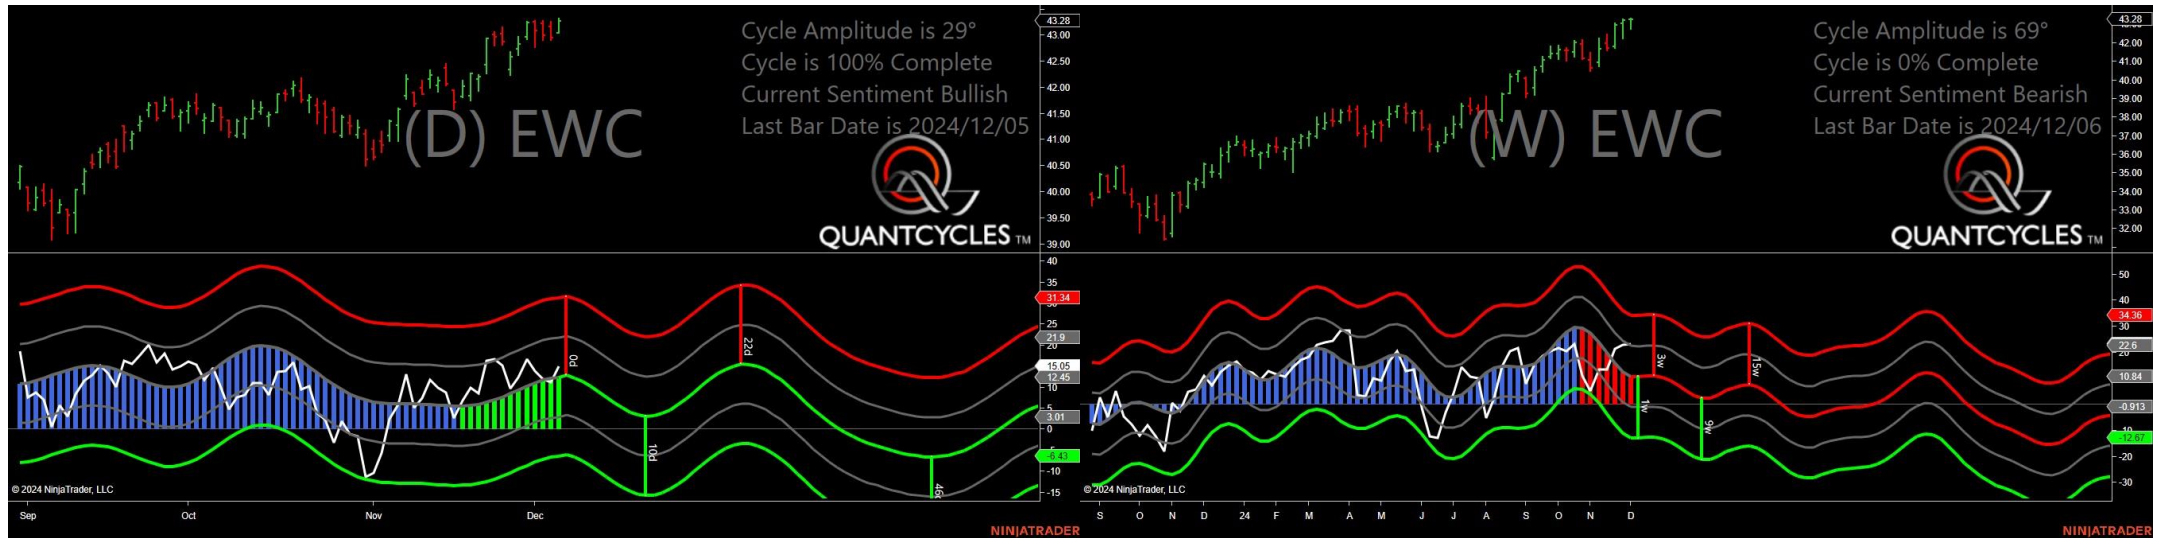 Cycle Amplitude is 29°
Cycle is 100% Complete
Current Sentiment Bullish
Last Bar Date is 2024/12/05
(D) EWC
QUANTCYCLES TM
43.28
43.00
42.50
42.00
41.50
41.00
40.50
40.00
39.50
39.00
40
35
31.34
25
21.9
20
15.05
12.45
10
5
3.01
0
-6.43
-10
-15
0d
10d
22d
© 2024 NinjaTrader, LLC
Sep Oct Nov Dec
NINJATRADER
Cycle Amplitude is 69°
Cycle is 0% Complete
Current Sentiment Bearish
Last Bar Date is 2024/12/06
(W) EWC
QUANTCYCLES TM
43.28
42.00
41.00
40.00
39.00
38.00
37.00
36.00
35.00
34.00
33.00
32.00
50
40
34.36
30
22.6
20
10.84
-0.913
-10
-12.67
-20
-30
3w
1w
9w
15w
© 2024 NinjaTrader, LLC
S O N D 24 F M A M J J A S O N D
NINJATRADER